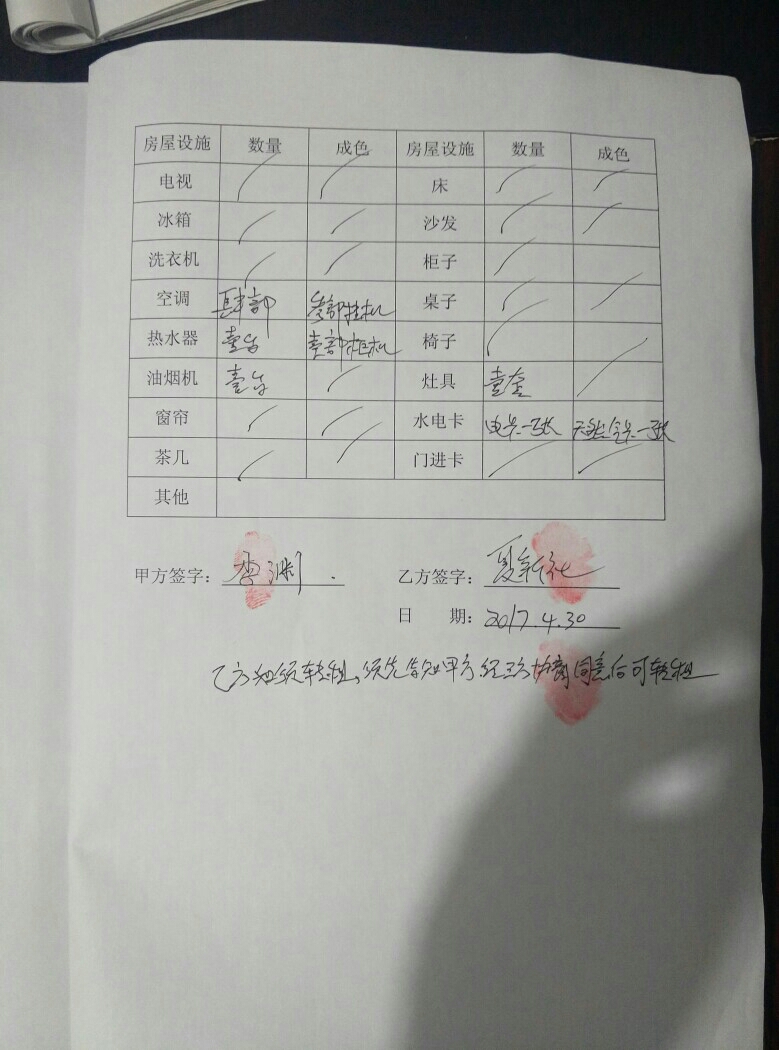 房屋设施 数量 成色 房屋设施 数量 成色
电视 / / 床 / /
冰箱 / / 沙发 / /
洗衣机 / / 柜子 /
空调 肆部 叁部挂机 桌子 / /
热水器 壹台 壹部柜机 椅子 /
油烟机 壹台 / 灶具 壹套 /
窗帘 / / 水电卡 电卡一张 天然气卡一张
茶几 / / 门进卡 / /
其他
甲方签字: 李渊 乙方签字: 夏新社
日 期: 2017.4.30
乙方如须转租,须先告知甲方,经双方协商同意后可转租